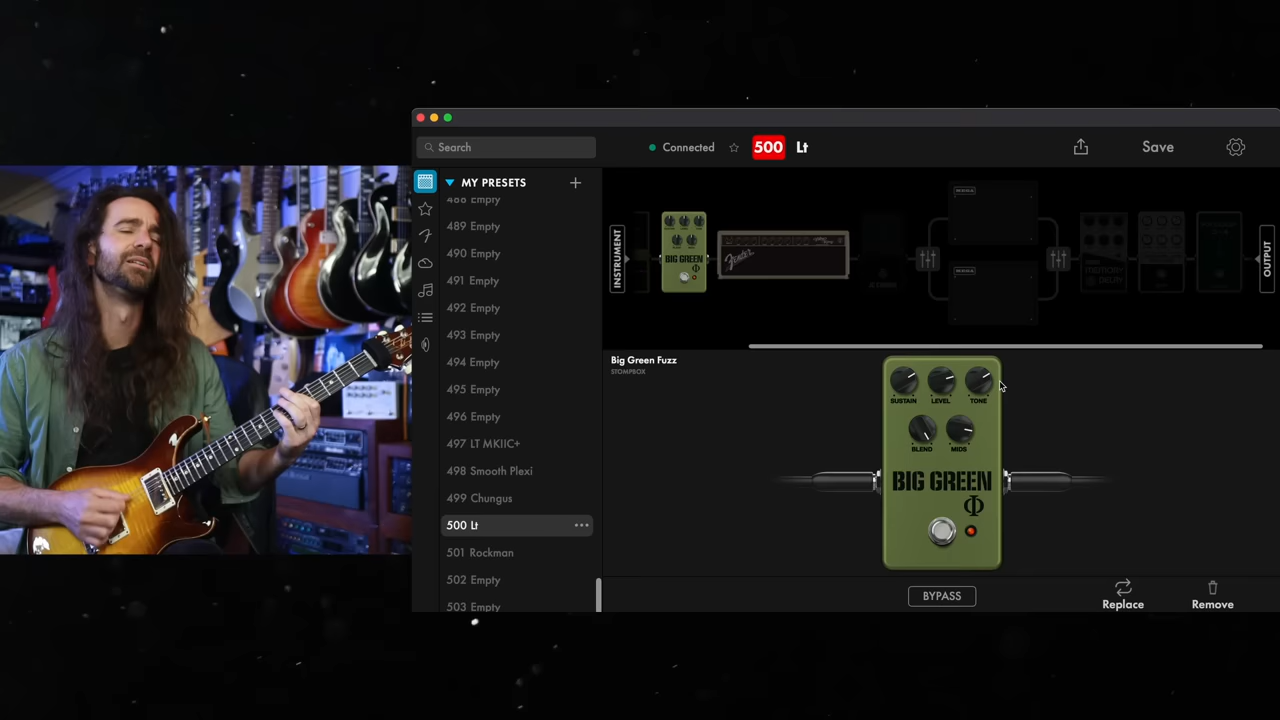 Search
Connected
500 Lt
Save
MY PRESETS
488 Empty
489 Empty
490 Empty
491 Empty
492 Empty
493 Empty
494 Empty
495 Empty
496 Empty
497 LT MKIIC+
498 Smooth Plexi
499 Chungus
500 Lt
501 Rockman
502 Empty
503 Empty
INSTRUMENT
BIG GREEN
Fender
OUTPUT
Big Green Fuzz
STOMPBOX
SUSTAIN LEVEL TONE
BLEND MIDS
BIG GREEN
Φ
BYPASS
Replace
Remove